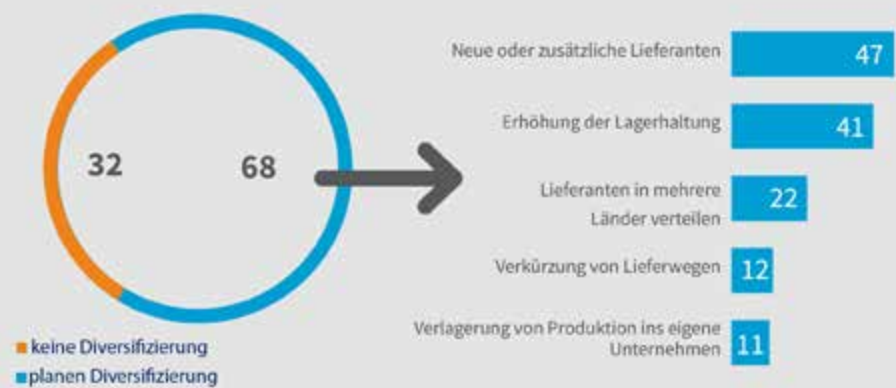 32
68
keine Diversifizierung
planen Diversifizierung
Neue oder zusätzliche Lieferanten
47
Erhöhung der Lagerhaltung
41
Lieferanten in mehrere
Länder verteilen
22
Verkürzung von Lieferwegen
12
Verlagerung von Produktion ins eigene
Unternehmen
11